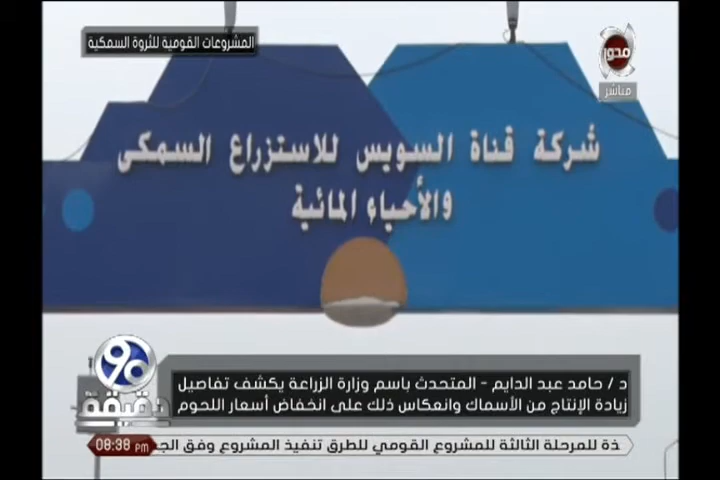 المشروعات القومية للثروة السمكية
محور
مباشر
شركة قناة السويس للاستزراع السمكى
والأحياء المائية
90
دقيقة
د / حامد عبد الدايم - المتحدث باسم وزارة الزراعة يكشف تفاصيل
زيادة الإنتاج من الأسماك وانعكاس ذلك على انخفاض أسعار اللحوم
08:38 PM
ذة للمرحلة الثالثة للمشروع القومي للطرق تنفيذ المشروع وفق الجد